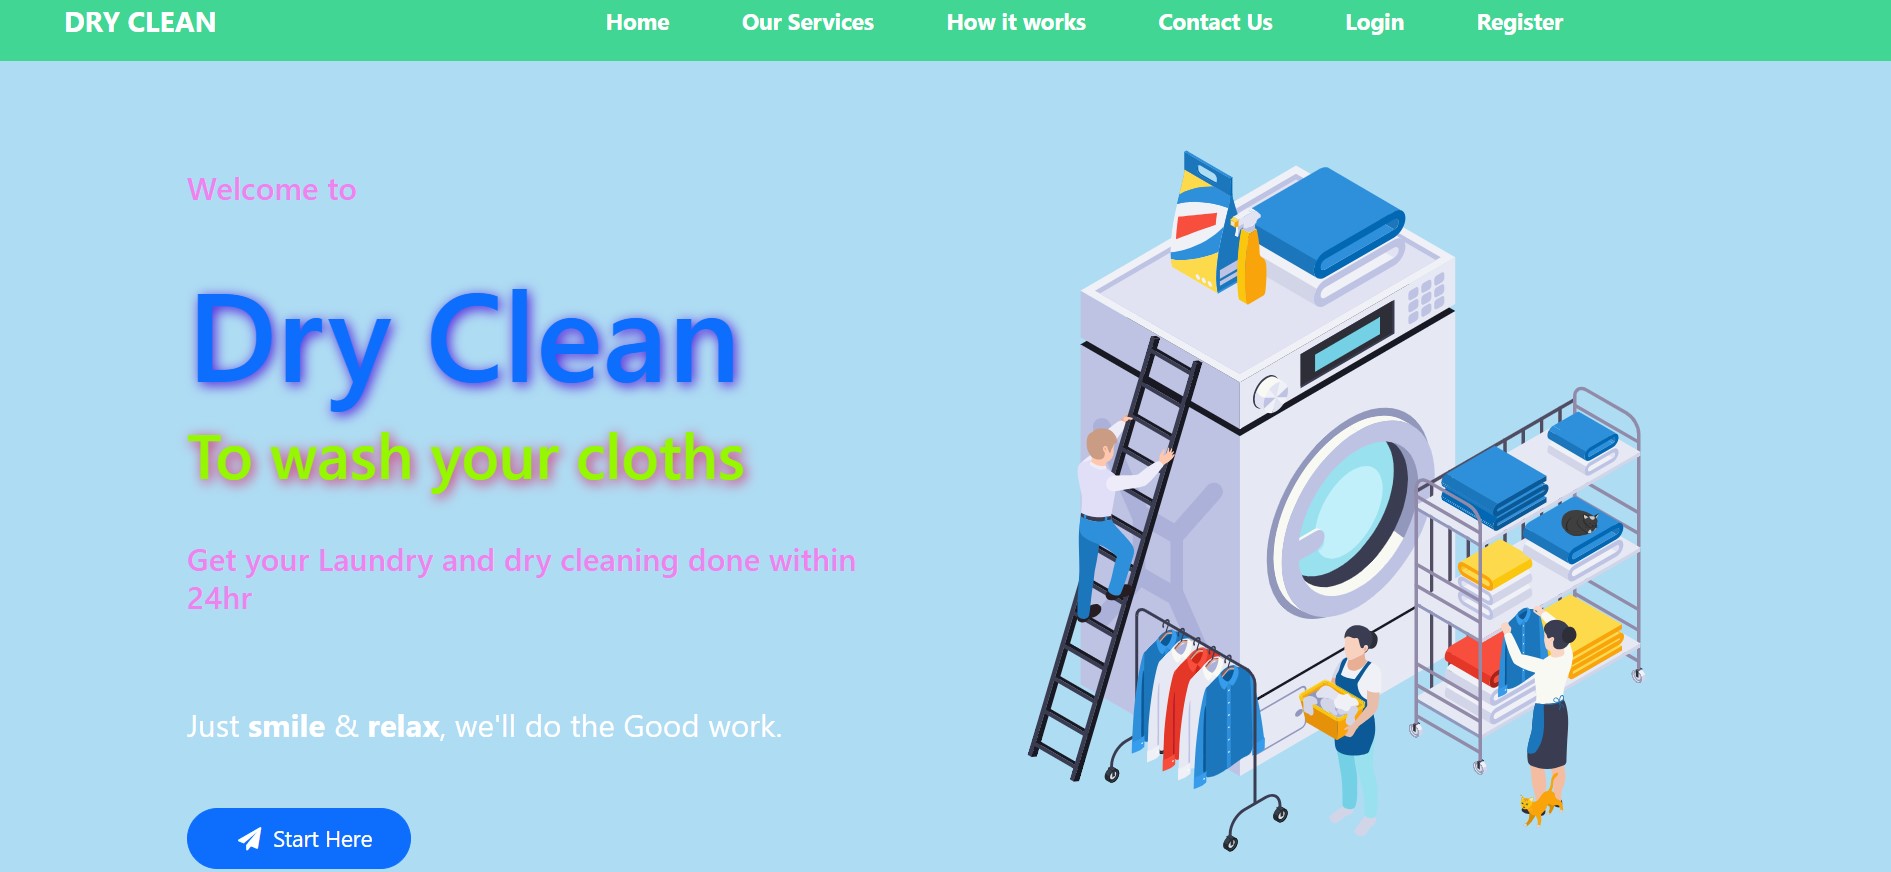 DRY CLEAN
Home Our Services How it works Contact Us Login Register
Welcome to
Dry Clean
To wash your cloths
Get your Laundry and dry cleaning done within
24hr
Just smile & relax, we'll do the Good work.
Start Here